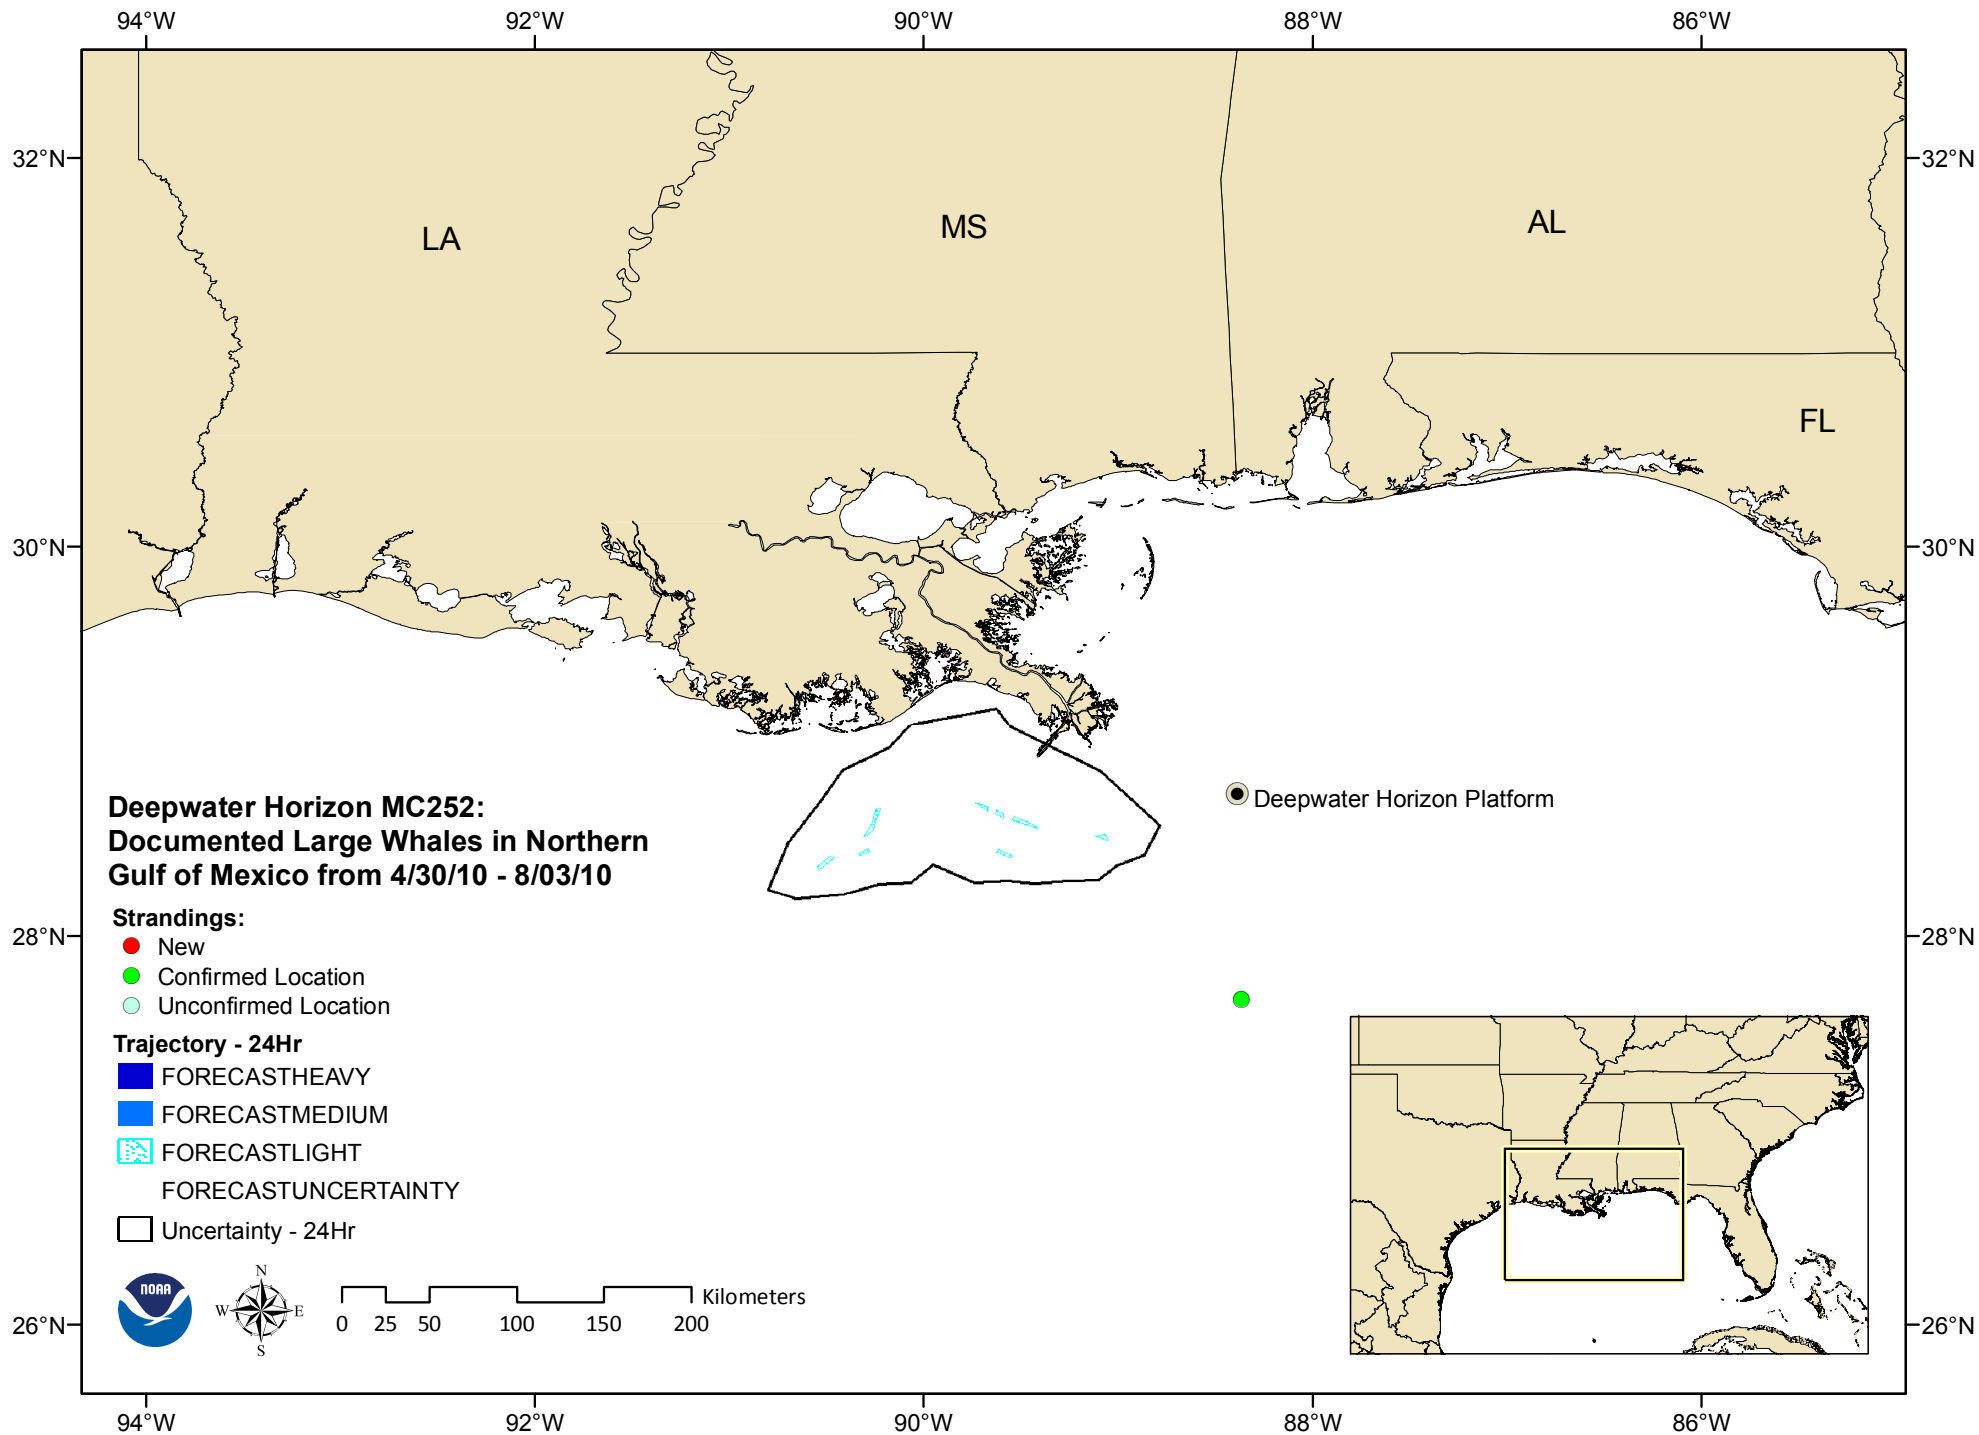 94°W 92°W 90°W 88°W 86°W
32°N 32°N
LA MS AL
FL
30°N 30°N
Deepwater Horizon Platform
Deepwater Horizon MC252:
Documented Large Whales in Northern
Gulf of Mexico from 4/30/10 - 8/03/10
Strandings:
28°N 28°N
New
Confirmed Location
Unconfirmed Location
Trajectory - 24Hr
FORECASTHEAVY
FORECASTMEDIUM
FORECASTLIGHT
FORECASTUNCERTAINTY
Uncertainty - 24Hr
NOAA
N
W E
S
Kilometers
0 25 50 100 150 200
26°N 26°N
94°W 92°W 90°W 88°W 86°W